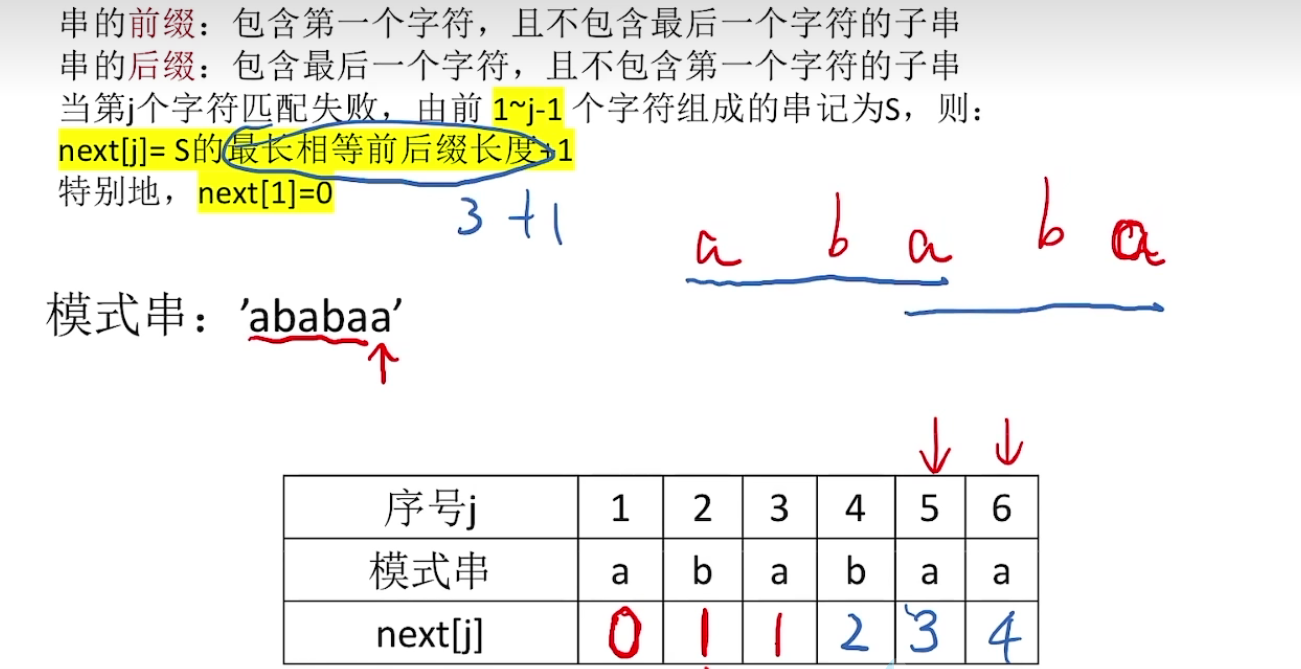 串的前缀：包含第一个字符，且不包含最后一个字符的子串
串的后缀：包含最后一个字符，且不包含第一个字符的子串
当第j个字符匹配失败，由前 1~j-1 个字符组成的串记为S，则：
next[j]= S的最长相等前后缀长度+1
特别地，next[1]=0
3 +1
a b a b a
模式串：’ababaa’
序号j 1 2 3 4 5 6
模式串 a b a b a a
next[j] 0 1 1 2 3 4